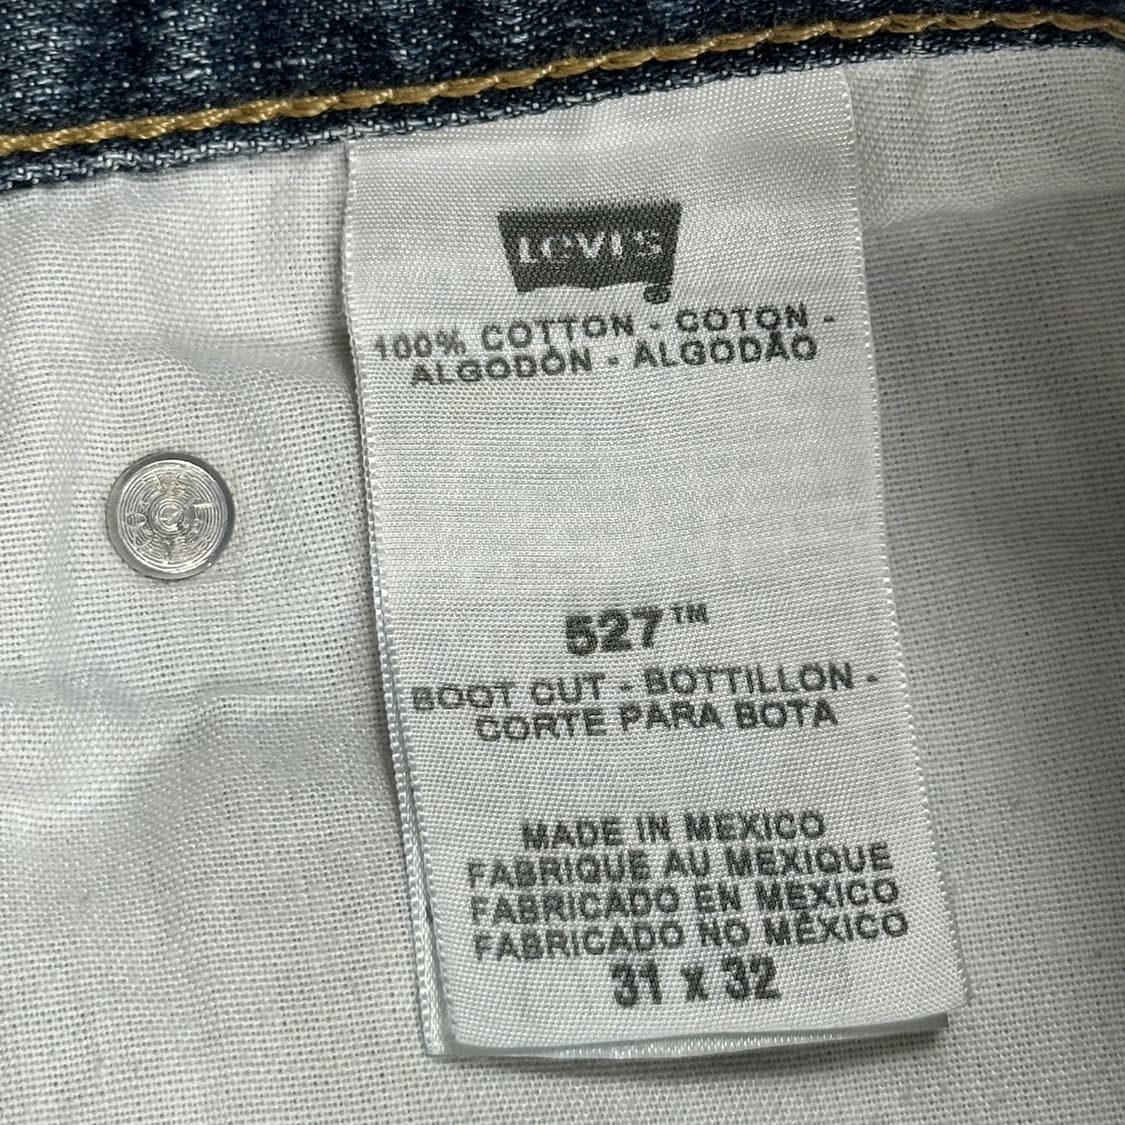 LEVI'S
®
100% COTTON - COTON -
ALGODÓN - ALGODÃO
527™
BOOT CUT - BOTTILLON -
CORTE PARA BOTA
MADE IN MEXICO
FABRIQUE AU MEXIQUE
FABRICADO EN MÉXICO
FABRICADO NO MÉXICO
31 x 32